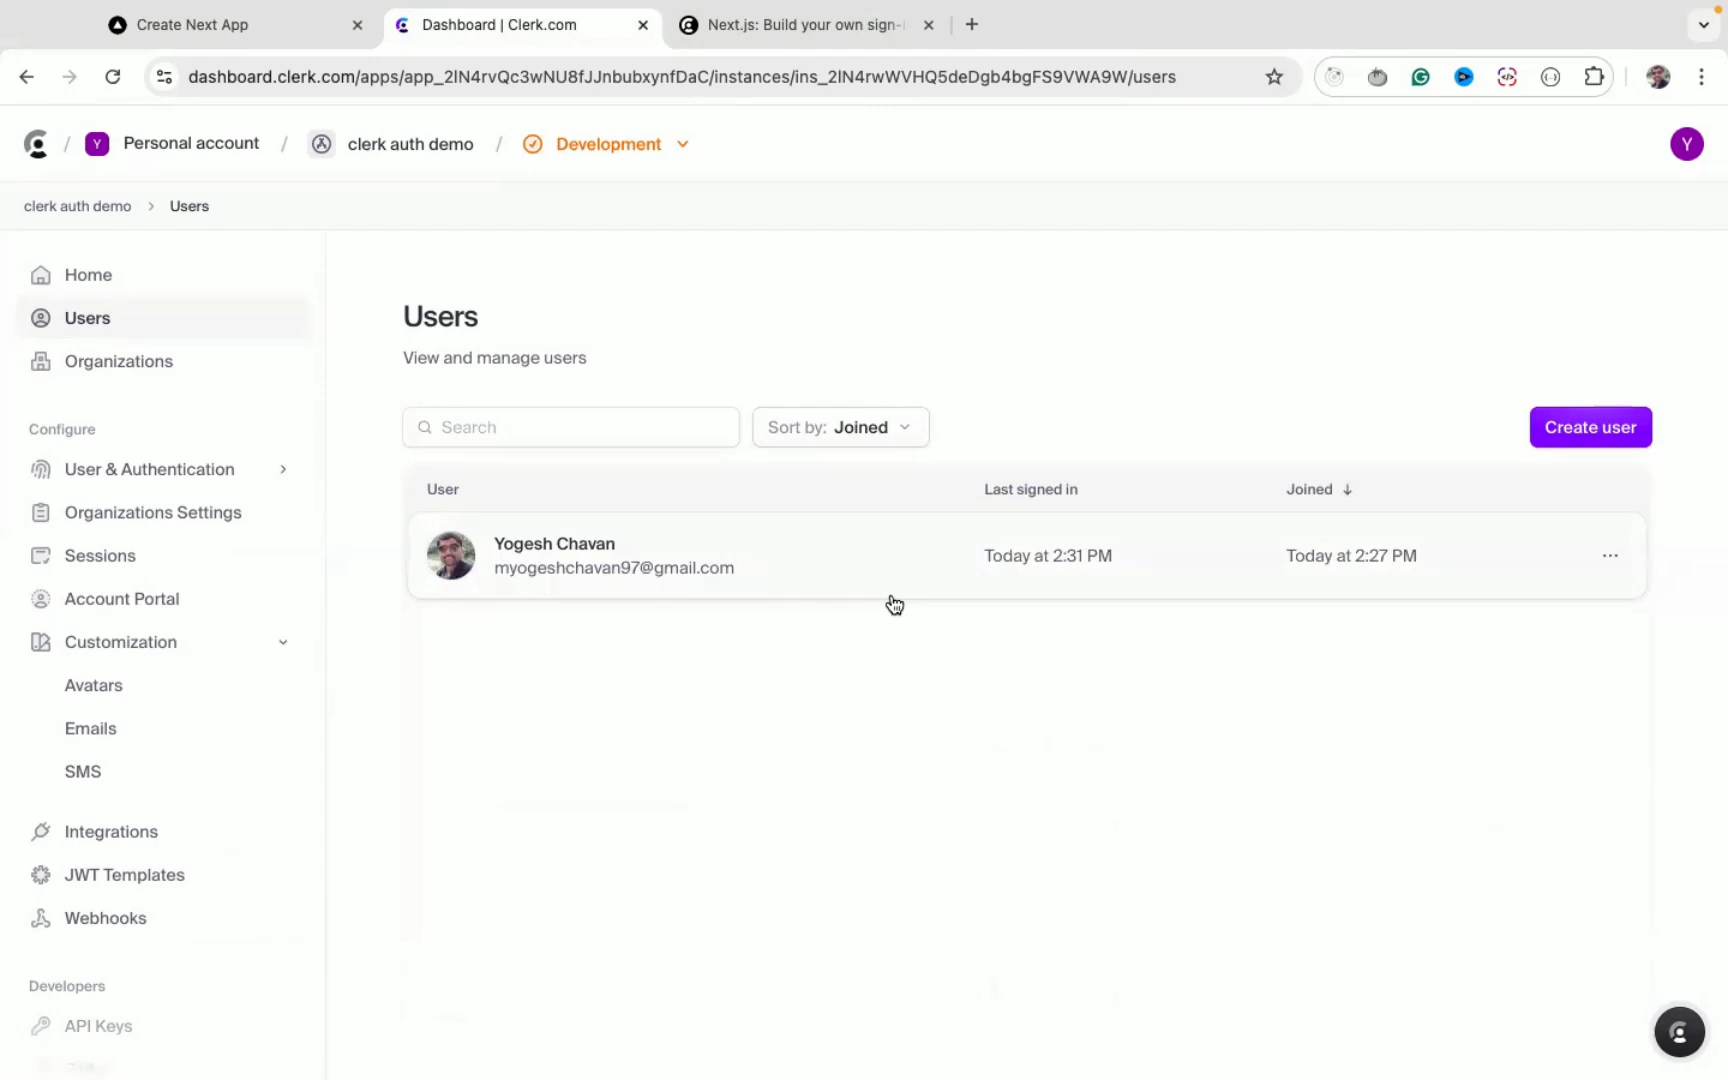 Create Next App
Dashboard | Clerk.com
Next.js: Build your own sign-
dashboard.clerk.com/apps/app_2lN4rvQc3wNU8fJJnbubxynfDaC/instances/ins_2lN4rwWVHQ5deDgb4bgFS9VWA9W/users
/ Y Personal account / clerk auth demo / Development
Y
clerk auth demo > Users
Home
Users
Organizations
Configure
User & Authentication
Organizations Settings
Sessions
Account Portal
Customization
Avatars
Emails
SMS
Integrations
JWT Templates
Webhooks
Developers
API Keys
Users
View and manage users
Search
Sort by: Joined
Create user
User Last signed in Joined ↓
Yogesh Chavan
myogeshchavan97@gmail.com
Today at 2:31 PM
Today at 2:27 PM